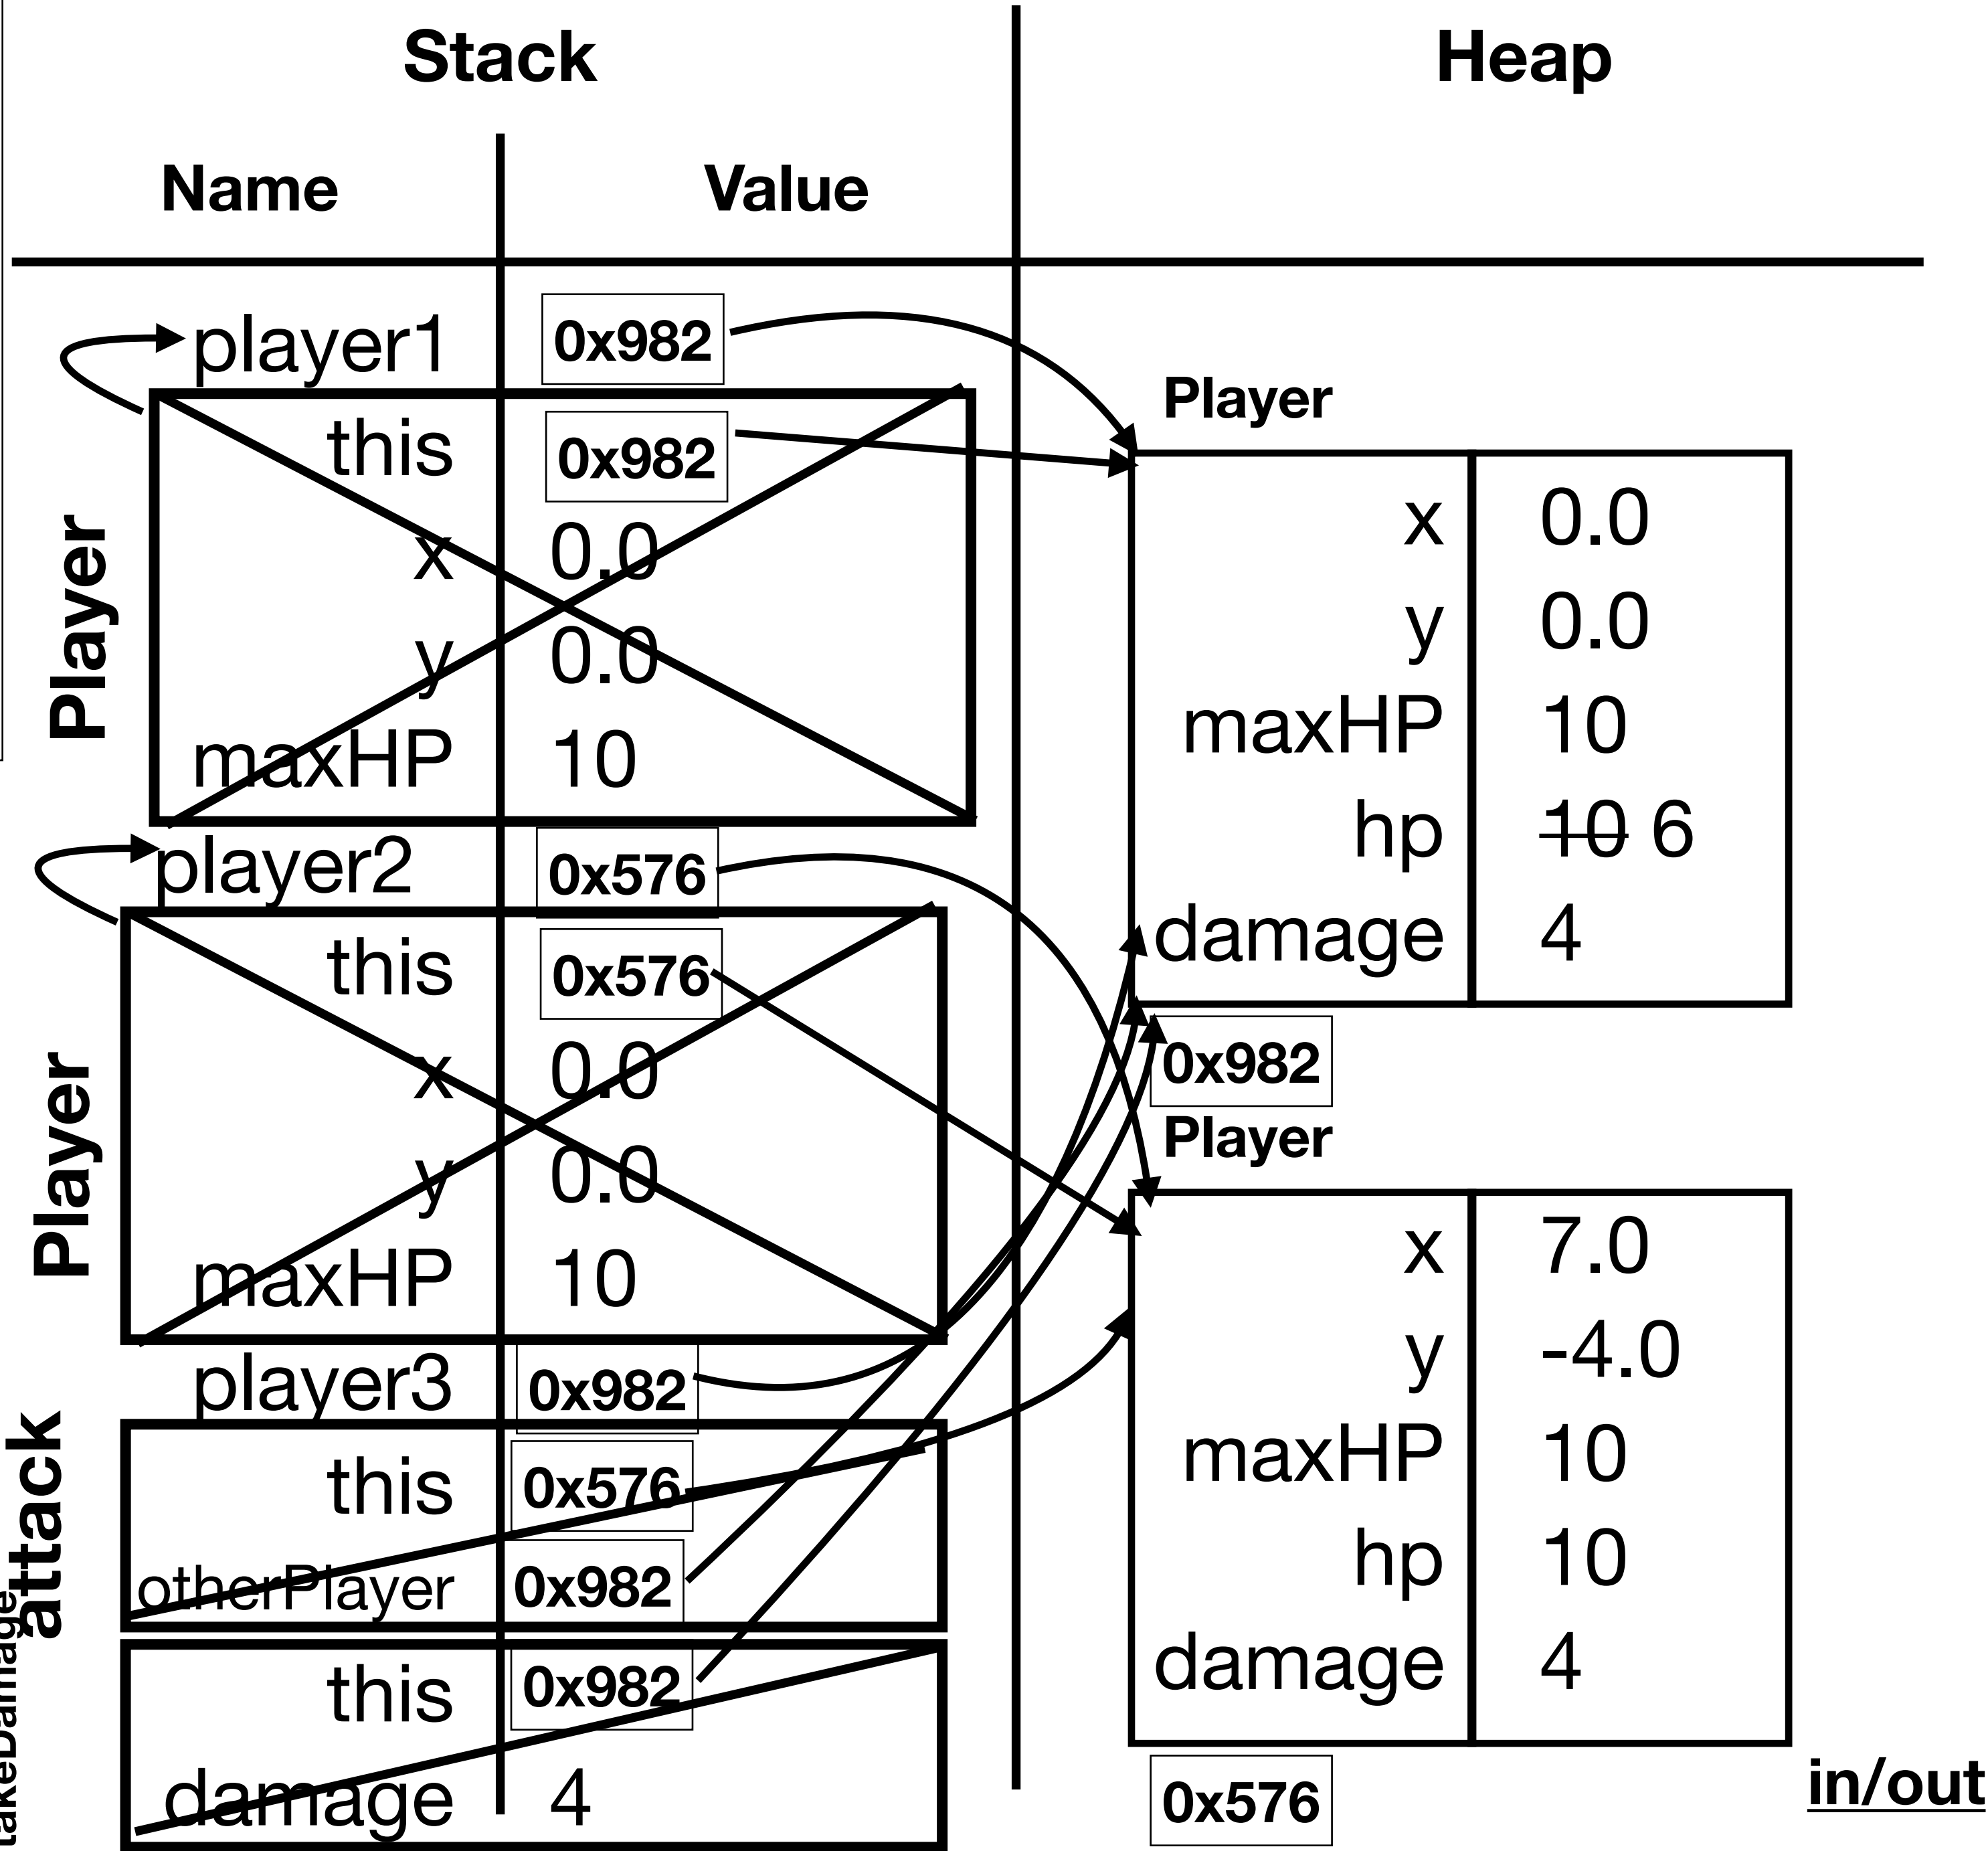 Stack
Heap
Name
Value
player1
0x982
Player
this
0x982
x
0.0
y
0.0
maxHP
10
player2
0x576
Player
this
0x576
x
0.0
y
0.0
maxHP
10
player3
0x982
attack
this
0x576
otherPlayer
0x982
takeDamage
this
0x982
damage
4
Player
x
0.0
y
0.0
maxHP
10
hp
10 6
damage
4
0x982
Player
x
7.0
y
-4.0
maxHP
10
hp
10
damage
4
0x576
in/out